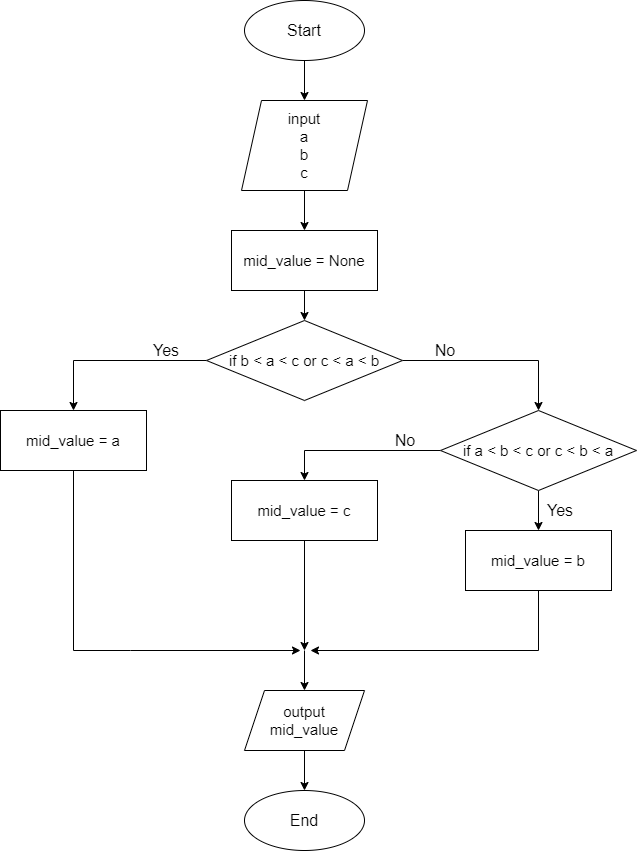 Start
input
a
b
c
mid_value = None
if b < a < c or c < a < b
Yes
No
mid_value = a
if a < b < c or c < b < a
No
Yes
mid_value = c
mid_value = b
output
mid_value
End